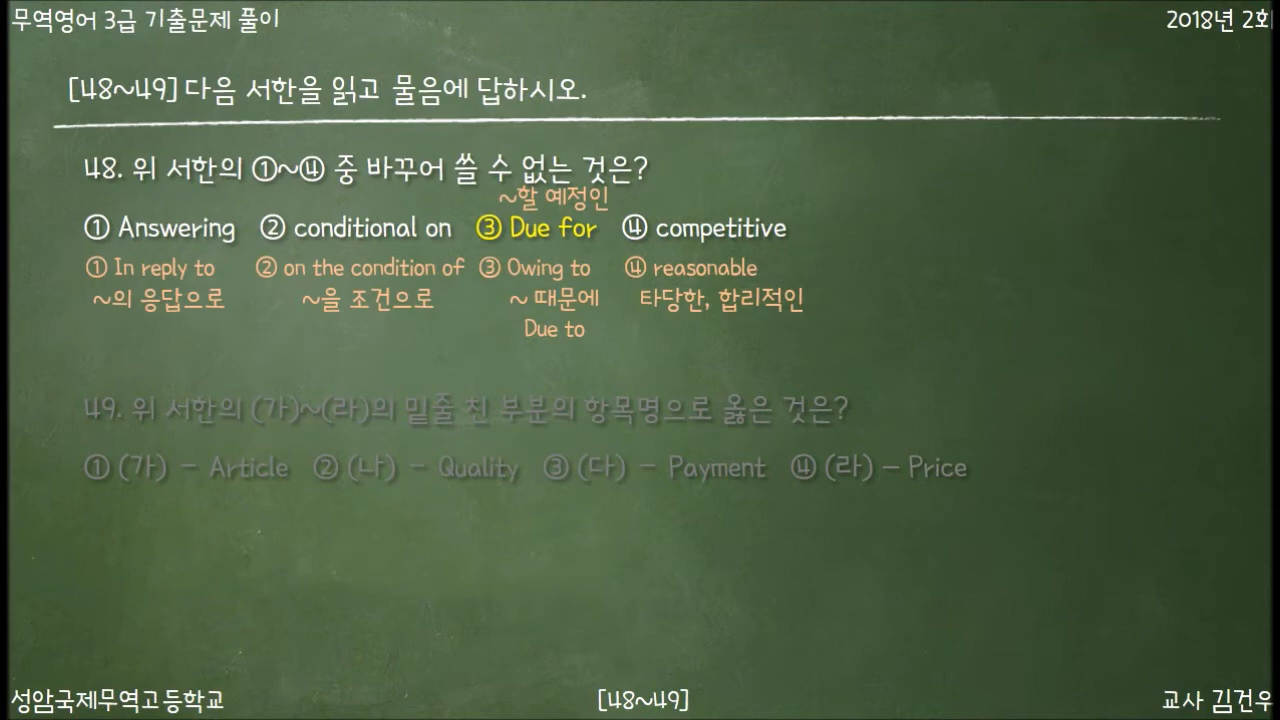 무역영어 3급 기출문제 풀이
2018년 2회
[48~49] 다음 서한을 읽고 물음에 답하시오.
48. 위 서한의 ①~④ 중 바꾸어 쓸 수 없는 것은?
~할 예정인
① Answering ② conditional on ③ Due for ④ competitive
① In reply to ② on the condition of ③ Owing to ④ reasonable
~의 응답으로 ~을 조건으로 ~ 때문에 타당한, 합리적인
Due to
49. 위 서한의 (가)~(라)의 밑줄 친 부분의 항목명으로 옳은 것은?
① (가) - Article ② (나) - Quality ③ (다) - Payment ④ (라) - Price
성암국제무역고등학교
[48~49]
교사 김건우